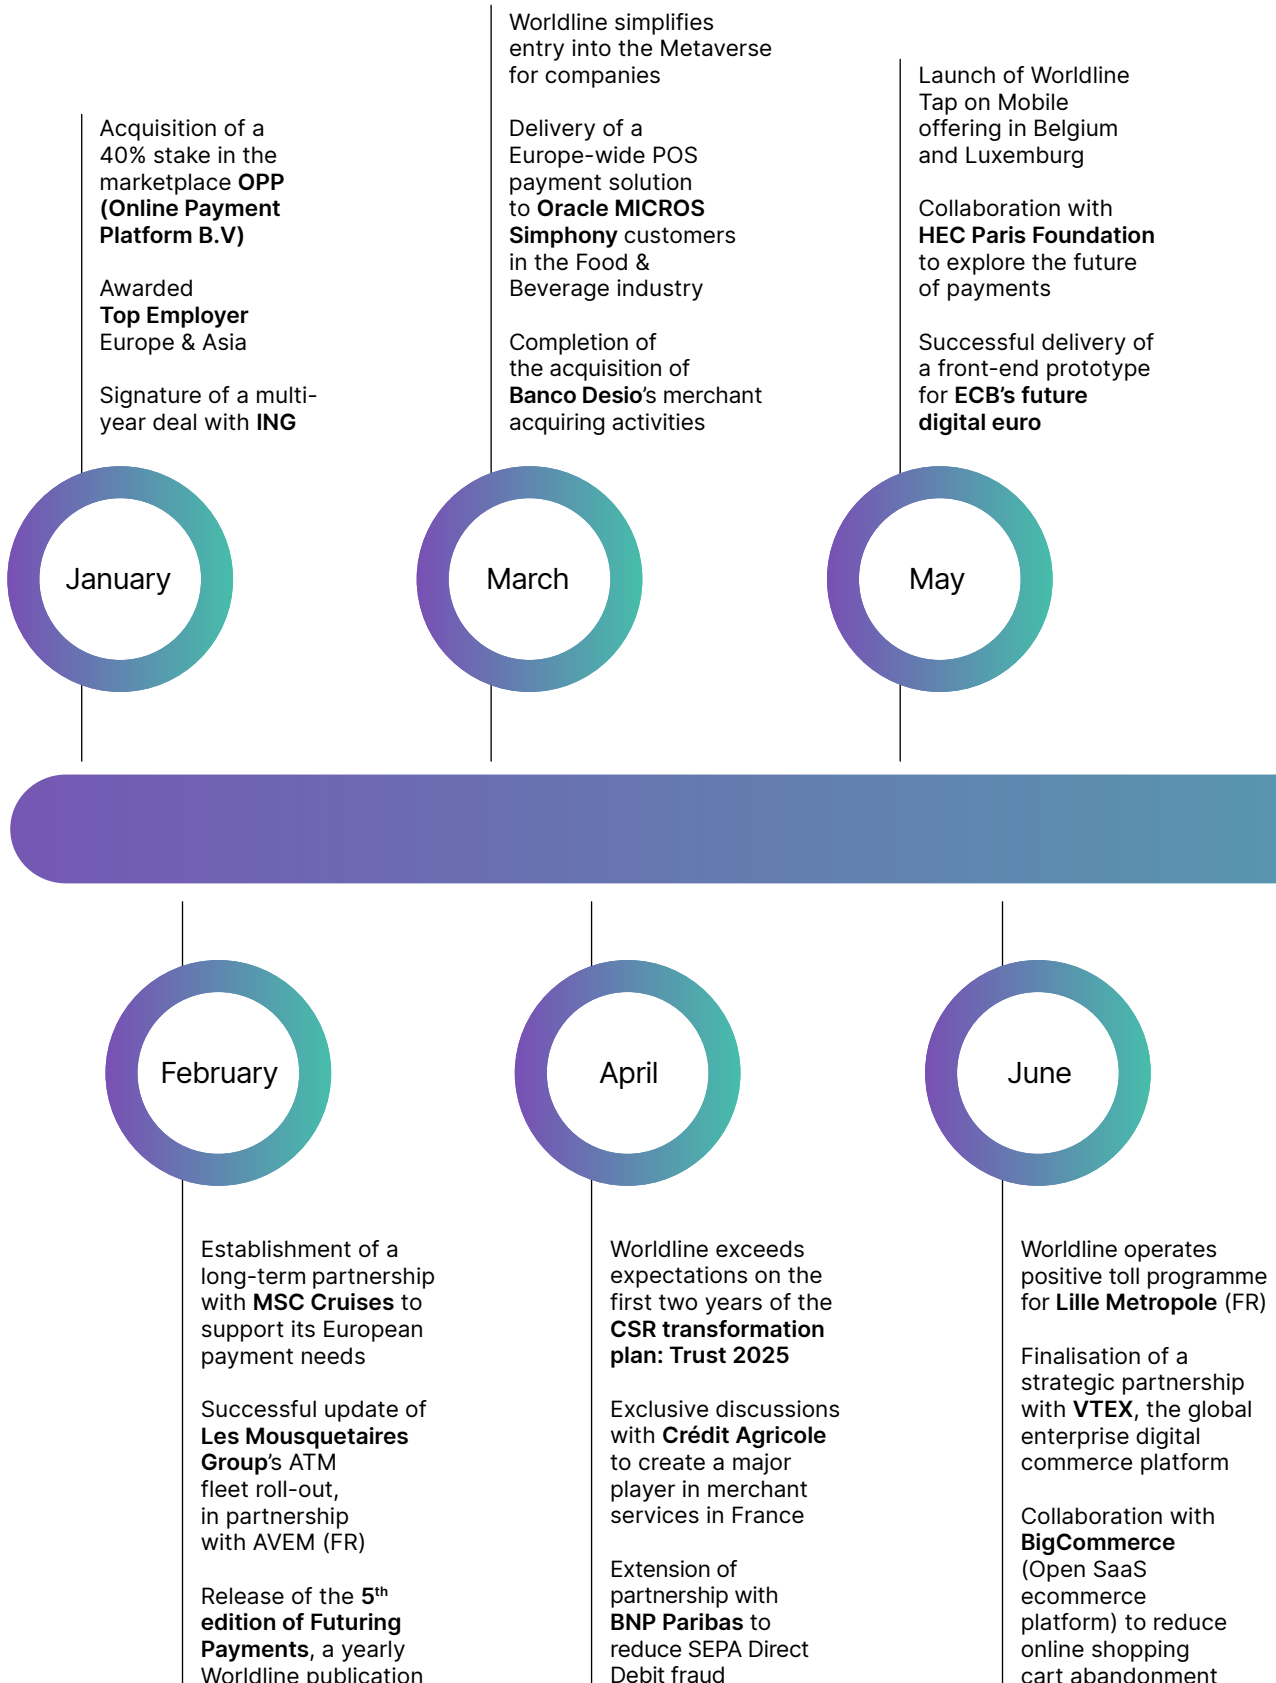 Acquisition of a
40% stake in the
marketplace OPP
(Online Payment
Platform B.V)
Awarded
Top Employer
Europe & Asia
Signature of a multi-
year deal with ING
January
Worldline simplifies
entry into the Metaverse
for companies
Delivery of a
Europe-wide POS
payment solution
to Oracle MICROS
Simphony customers
in the Food &
Beverage industry
Completion of
the acquisition of
Banco Desio's merchant
acquiring activities
March
Launch of Worldline
Tap on Mobile
offering in Belgium
and Luxemburg
Collaboration with
HEC Paris Foundation
to explore the future
of payments
Successful delivery of
a front-end prototype
for ECB's future
digital euro
May
February
Establishment of a
long-term partnership
with MSC Cruises to
support its European
payment needs
Successful update of
Les Mousquetaires
Group's ATM
fleet roll-out,
in partnership
with AVEM (FR)
Release of the 5th
edition of Futuring
Payments, a yearly
Worldline publication
April
Worldline exceeds
expectations on the
first two years of the
CSR transformation
plan: Trust 2025
Exclusive discussions
with Crédit Agricole
to create a major
player in merchant
services in France
Extension of
partnership with
BNP Paribas to
reduce SEPA Direct
Debit fraud
June
Worldline operates
positive toll programme
for Lille Metropole (FR)
Finalisation of a
strategic partnership
with VTEX, the global
enterprise digital
commerce platform
Collaboration with
BigCommerce
(Open SaaS
ecommerce
platform) to reduce
online shopping
cart abandonment